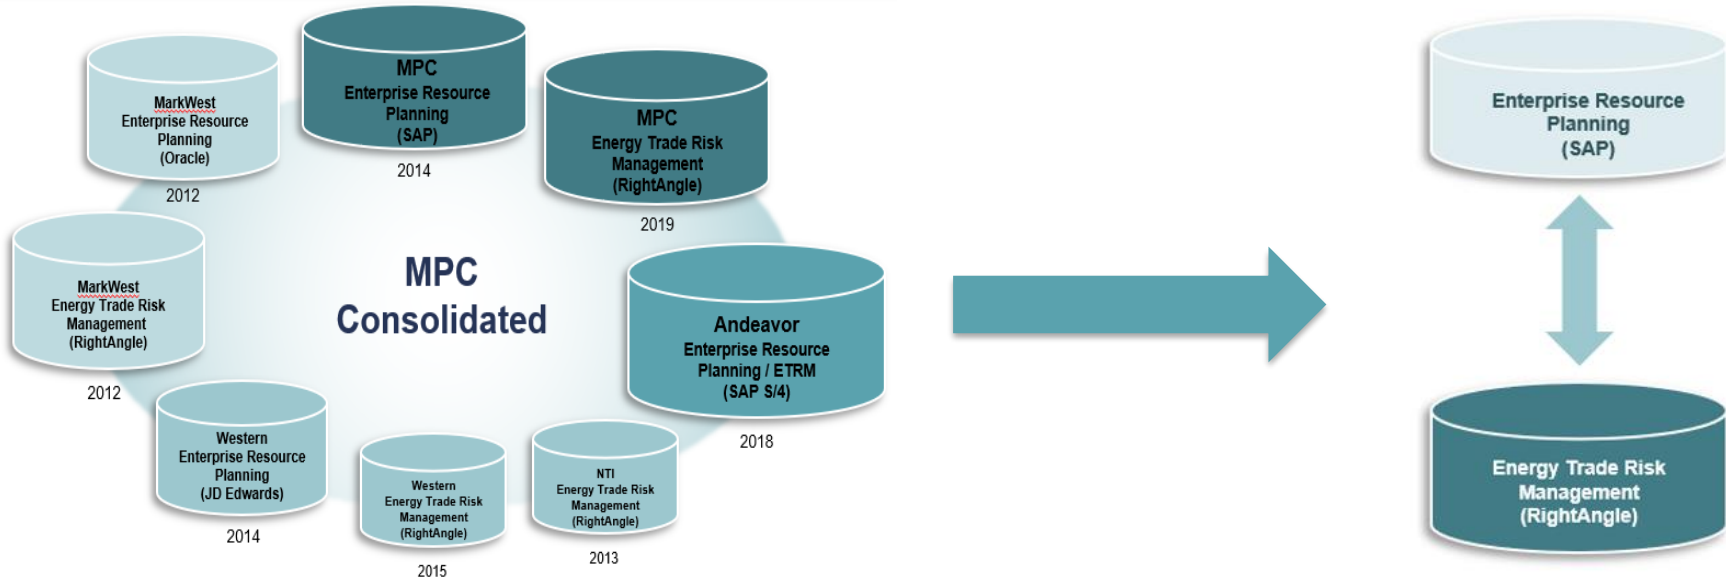 MarkWest
Enterprise Resource
Planning
(Oracle)
2012
MPC
Enterprise Resource
Planning
(SAP)
2014
MPC
Energy Trade Risk
Management
(RightAngle)
2019
MarkWest
Energy Trade Risk
Management
(RightAngle)
2012
MPC
Consolidated
Andeavor
Enterprise Resource
Planning / ETRM
(SAP S/4)
2018
Western
Enterprise Resource
Planning
(JD Edwards)
2014
Western
Energy Trade Risk
Management
(RightAngle)
2015
NTI
Energy Trade Risk
Management
(RightAngle)
2013
Enterprise Resource
Planning
(SAP)
Energy Trade Risk
Management
(RightAngle)